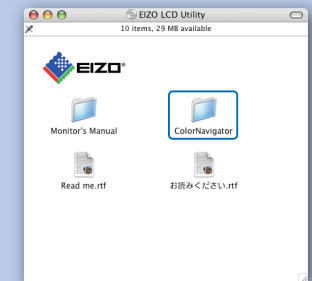 EIZO LCD Utility
10 items, 29 MB available
EIZO®
Monitor's Manual
ColorNavigator
Read me.rtf
お読みください.rtf